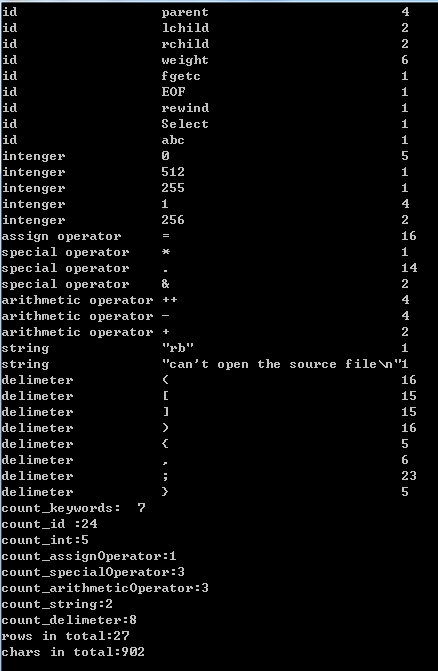 id parent 4
id lchild 2
id rchild 2
id weight 6
id fgetc 1
id EOF 1
id rewind 1
id Select 1
id abc 1
intenger 0 5
intenger 512 1
intenger 255 1
intenger 1 4
intenger 256 2
assign operator = 16
special operator * 1
special operator . 14
special operator & 2
arithmetic operator ++ 4
arithmetic operator - 4
arithmetic operator + 2
string "rb" 1
string "can't open the source file\n"1
delimeter ( 16
delimeter [ 15
delimeter ] 15
delimeter ) 16
delimeter { 5
delimeter , 6
delimeter ; 23
delimeter } 5
count_keywords: 7
count_id :24
count_int:5
count_assignOperator:1
count_specialOperator:3
count_arithmeticOperator:3
count_string:2
count_delimeter:8
rows in total:27
chars in total:902